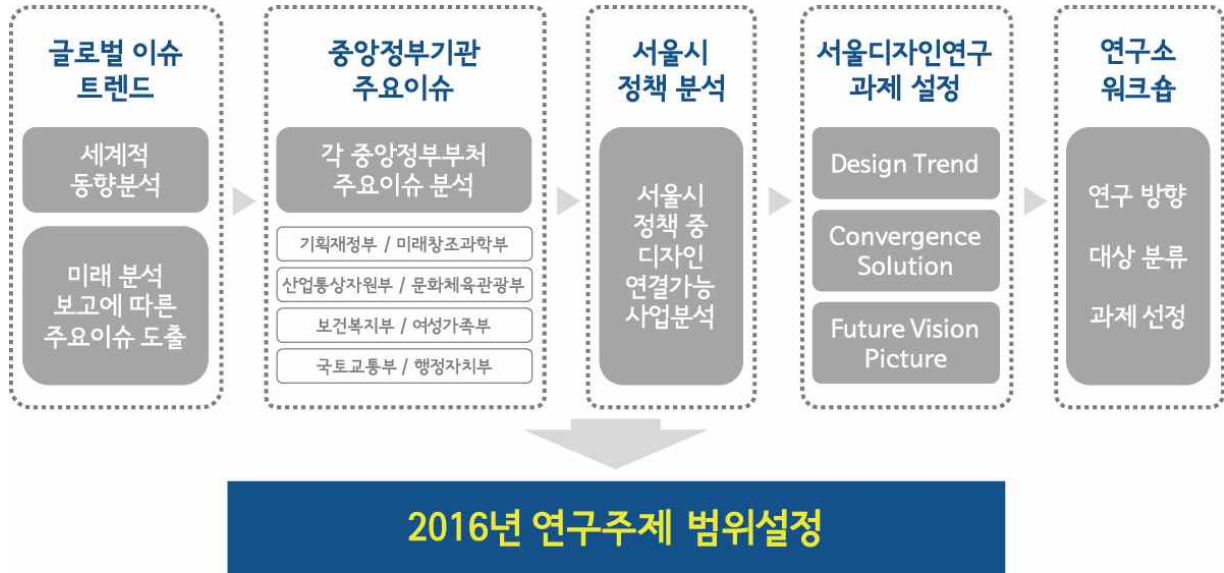 글로벌 이슈
트렌드
세계적
동향분석
미래 분석
보고에 따른
주요이슈 도출
중앙정부기관
주요이슈
각 중앙정부부처
주요이슈 분석
기획재정부 / 미래창조과학부
산업통상자원부 / 문화체육관광부
보건복지부 / 여성가족부
국토교통부 / 행정자치부
서울시
정책 분석
서울시
정책 중
디자인
연결가능
사업분석
서울디자인연구
과제 설정
Design Trend
Convergence
Solution
Future Vision
Picture
연구소
워크숍
연구 방향
대상 분류
과제 선정
2016년 연구주제 범위설정